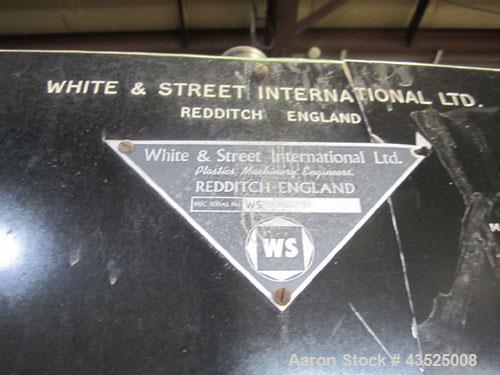 WHITE & STREET INTERNATIONAL LTD.
REDDITCH ENGLAND
White & Street International Ltd.
Plastics Machinery Engineers.
REDDITCH-ENGLAND
M/C SERIAL No. WS
WS
Aaron Stock # 43525008